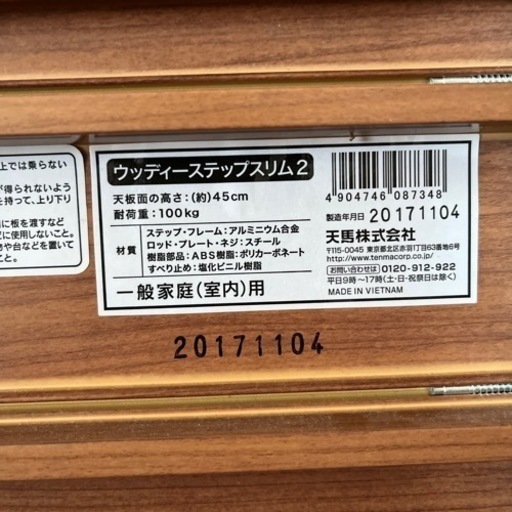 上では乗らない
が得られないよう
を持って、上り下り
に板を渡すなど
に使用しないこと。
や台などを置いて
こと。
ウッディーステップスリム2
天板面の高さ:(約)45cm
耐荷重:100kg
材質
ステップ・フレーム:アルミニウム合金
ロッド・プレート・ネジ:スチール
樹脂部品:ABS樹脂・ポリカーボネート
すべり止め:塩化ビニル樹脂
一般家庭(室内)用
4 904746 087348
製造年月日 20171104
天馬株式会社
〒115-0045 東京都北区赤羽1丁目63番地6号
http://www.tenmacorp.co.jp
お問い合わせは 0120-912-922
平日9時〜17時(土・日・祝祭日は除く)
MADE IN VIETNAM
20171104